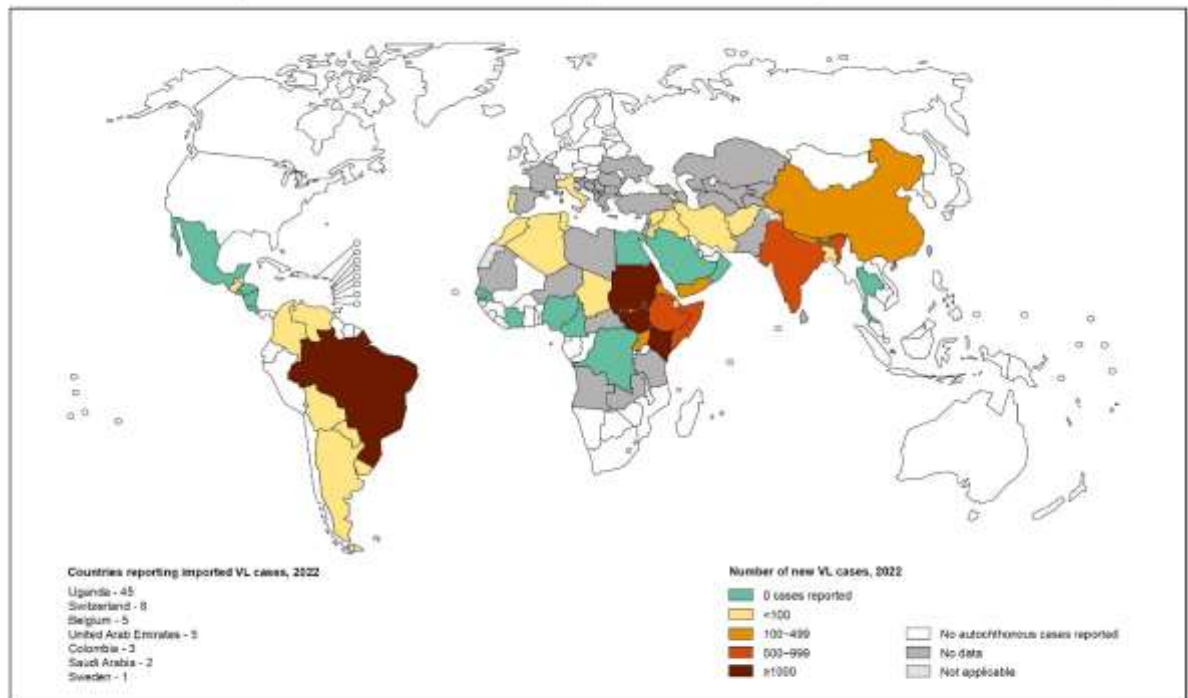 Countries reporting imported VL cases, 2022
Uganda - 45
Switzerland - 8
Belgium - 5
United Arab Emirates -
Colombia - 3
Saudi Arabia - 2
Sweden - 1
Number of new VL cases, 2022
0 cases reported
<100
100–499
500–999
≥1000
No autochthonous cases reported
No data
Not applicable